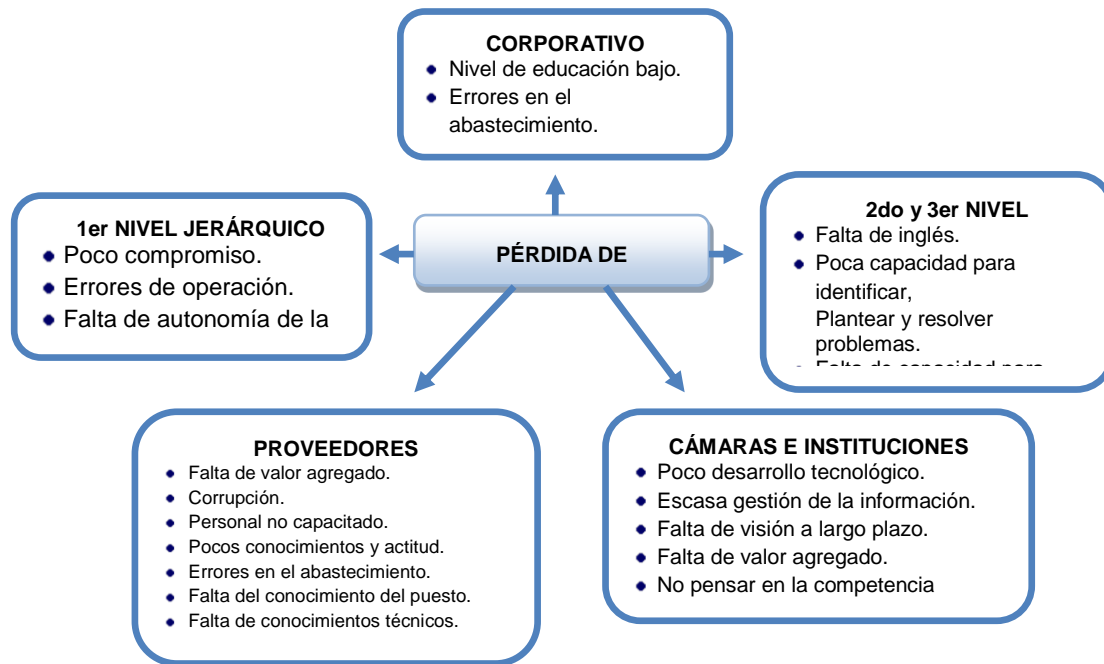 CORPORATIVO
• Nivel de educación bajo.
• Errores en el
abastecimiento.
1er NIVEL JERÁRQUICO
• Poco compromiso.
• Errores de operación.
• Falta de autonomía de la
PÉRDIDA DE
2do y 3er NIVEL
• Falta de inglés.
• Poca capacidad para
identificar,
Plantear y resolver
problemas.
• Falta de capacidad para
PROVEEDORES
• Falta de valor agregado.
• Corrupción.
• Personal no capacitado.
• Pocos conocimientos y actitud.
• Errores en el abastecimiento.
• Falta del conocimiento del puesto.
• Falta de conocimientos técnicos.
CÁMARAS E INSTITUCIONES
• Poco desarrollo tecnológico.
• Escasa gestión de la información.
• Falta de visión a largo plazo.
• Falta de valor agregado.
• No pensar en la competencia